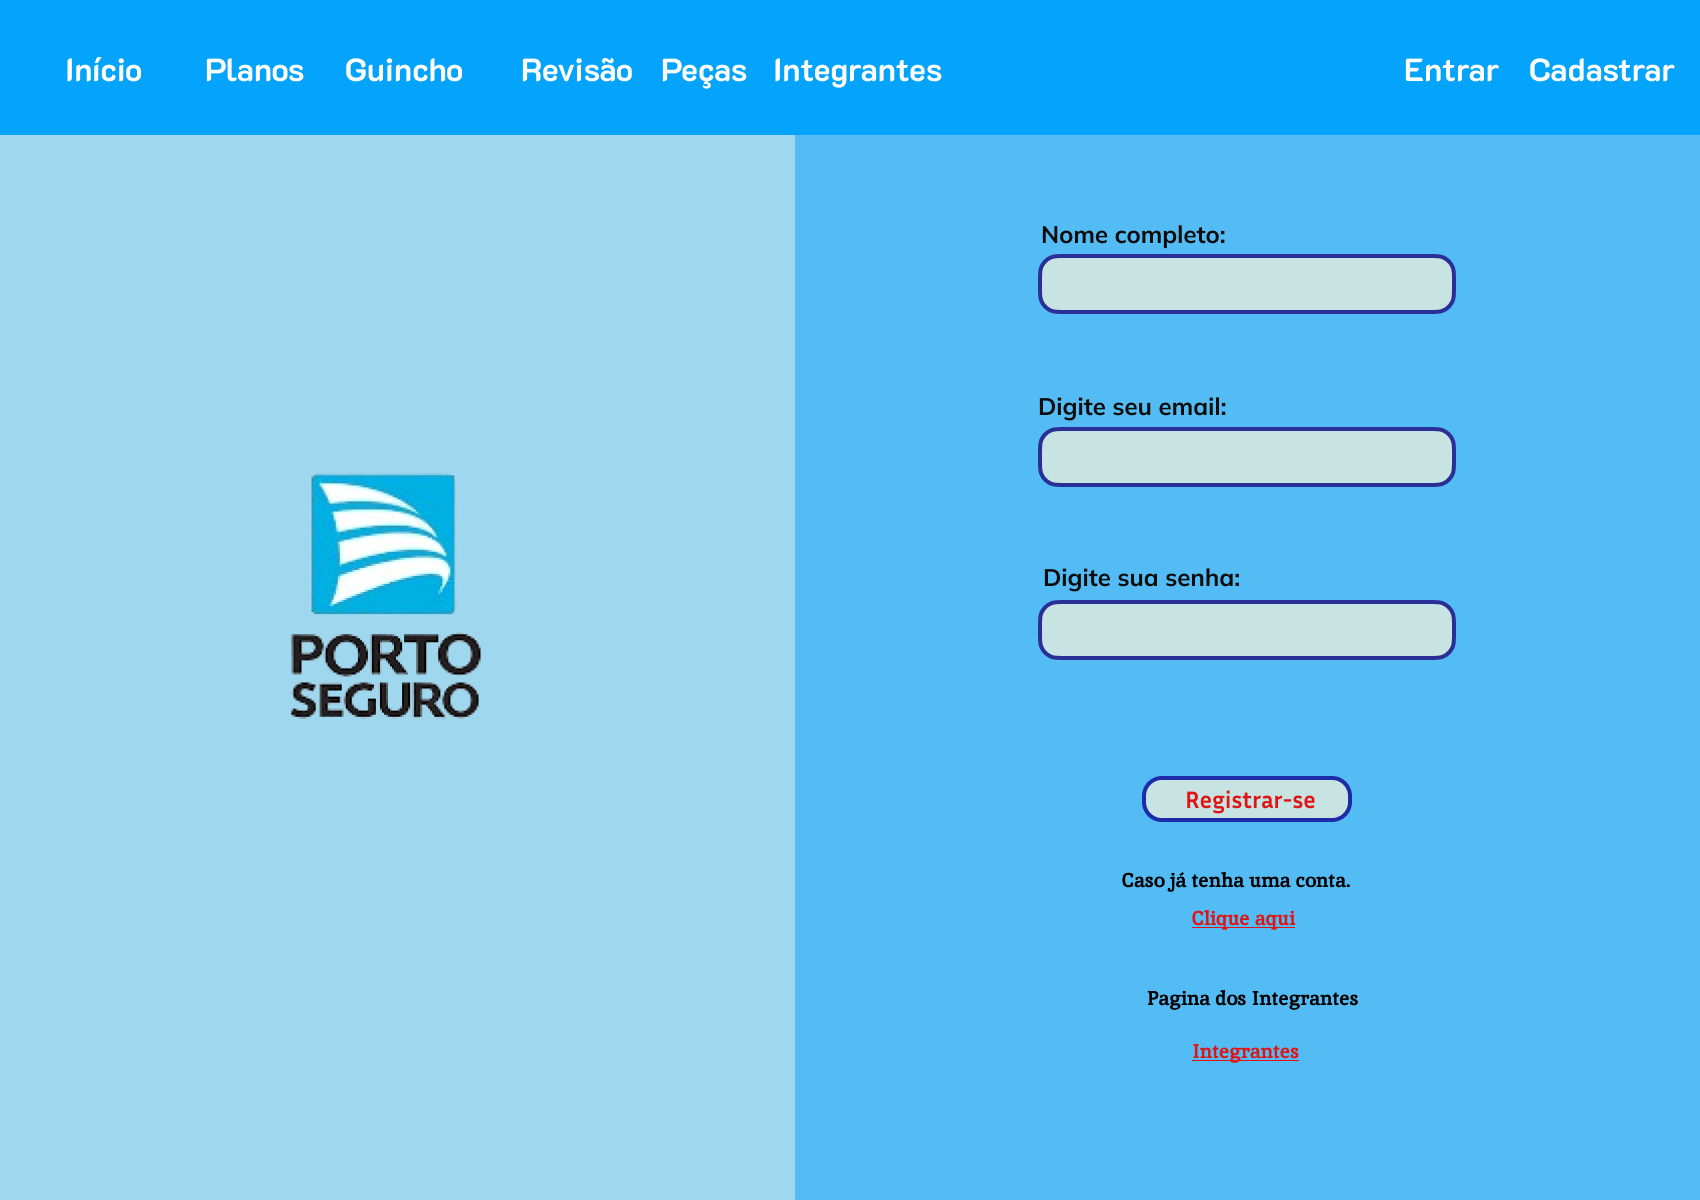 Início Planos Guincho Revisão Peças Integrantes Entrar Cadastrar
PORTO
SEGURO
Nome completo:
Digite seu email:
Digite sua senha:
Registrar-se
Caso já tenha uma conta.
Clique aqui
Pagina dos Integrantes
Integrantes